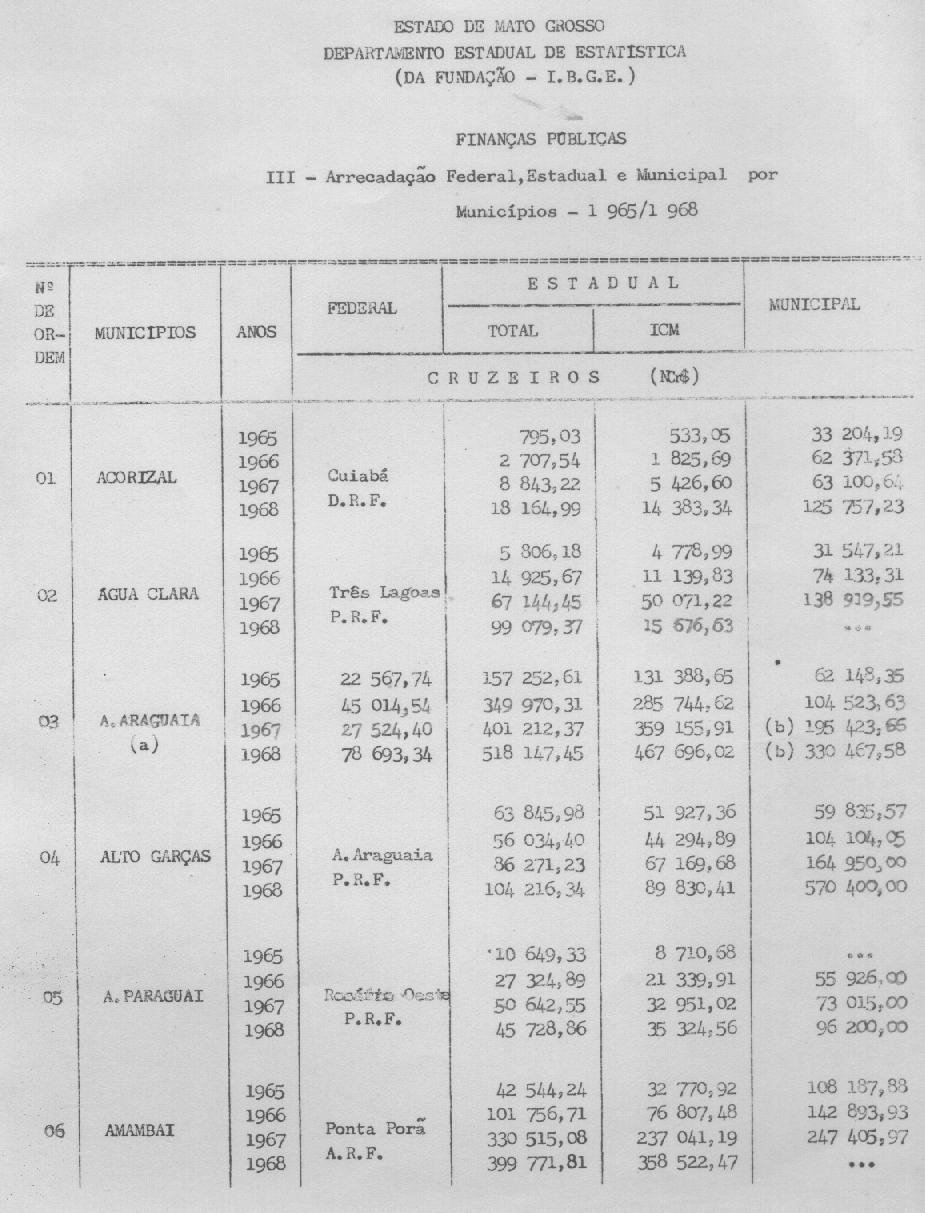 ESTADO DE MATO GROSSO
DEPARTAMENTO ESTADUAL DE ESTATÍSTICA
(DA FUNDAÇÃO - I.B.G.E.)
FINANÇAS PÚBLIÇAS
III - Arrecadação Federal,Estadual e Municipal por
Municípios - 1 965/1 968
Nº DE OR- DEM MUNICÍPIOS ANOS FEDERAL E S T A D U A L MUNICIPAL
TOTAL ICM
C R U Z E I R O S (NCr$)
1965 795,03 533,05 33 204,19
1966 2 707,54 1 825,69 62 371,58
01 ACORIZAL 1967 Cuiabá 8 843,22 5 426,60 63 100,64
1968 D.R.F. 18 164,99 14 383,34 125 757,23
1965 5 806,18 4 778,99 31 547,21
1966 14 925,67 11 139,83 74 133,31
02 ÁGUA CLARA 1967 Três Lagoas 67 144,45 50 071,22 138 919,55
1968 P.R.F. 99 079,37 15 676,63 ...
1965 22 567,74 157 252,61 131 388,65 62 148,35
1966 45 014,54 349 970,31 285 744,62 104 523,63
03 A.ARAGUAIA 1967 27 524,40 401 212,37 359 155,91 (b) 195 423,66
(a) 1968 78 693,34 518 147,45 467 696,02 (b) 330 467,58
1965 63 845,98 51 927,36 59 835,57
1966 56 034,40 44 294,89 104 104,05
04 ALTO GARÇAS 1967 A.Araguaia 86 271,23 67 169,68 164 950,00
1968 P.R.F. 104 216,34 89 830,41 570 400,00
1965 10 649,33 8 710,68 ...
1966 27 324,89 21 339,91 55 926,00
05 A.PARAGUAI 1967 Rosário Oeste 50 642,55 32 951,02 73 015,00
1968 P.R.F. 45 728,86 35 324,56 96 200,00
1965 42 544,24 32 770,92 108 187,88
1966 101 756,71 76 807,48 142 893,93
06 AMAMBAI 1967 Ponta Porã 330 515,08 237 041,19 247 405,97
1968 A.R.F. 399 771,81 358 522,47 ...